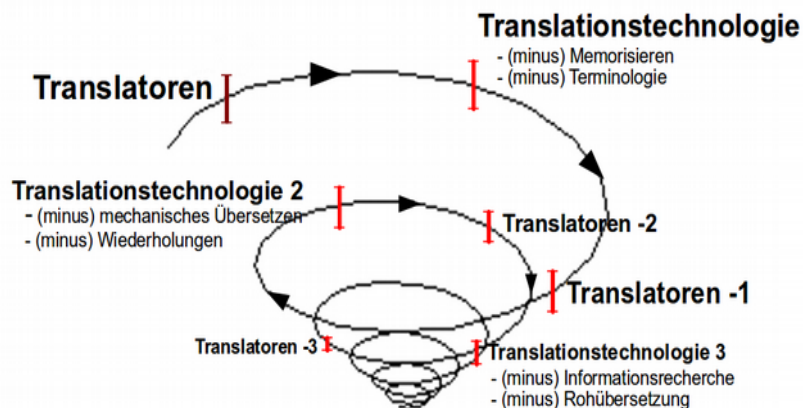 Translationstechnologie
- (minus) Memorisieren
- (minus) Terminologie
Translatoren
Translationstechnologie 2
- (minus) mechanisches Übersetzen
- (minus) Wiederholungen
Translatoren -2
Translatoren -1
Translatoren -3
Translationstechnologie 3
- (minus) Informationsrecherche
- (minus) Rohübersetzung